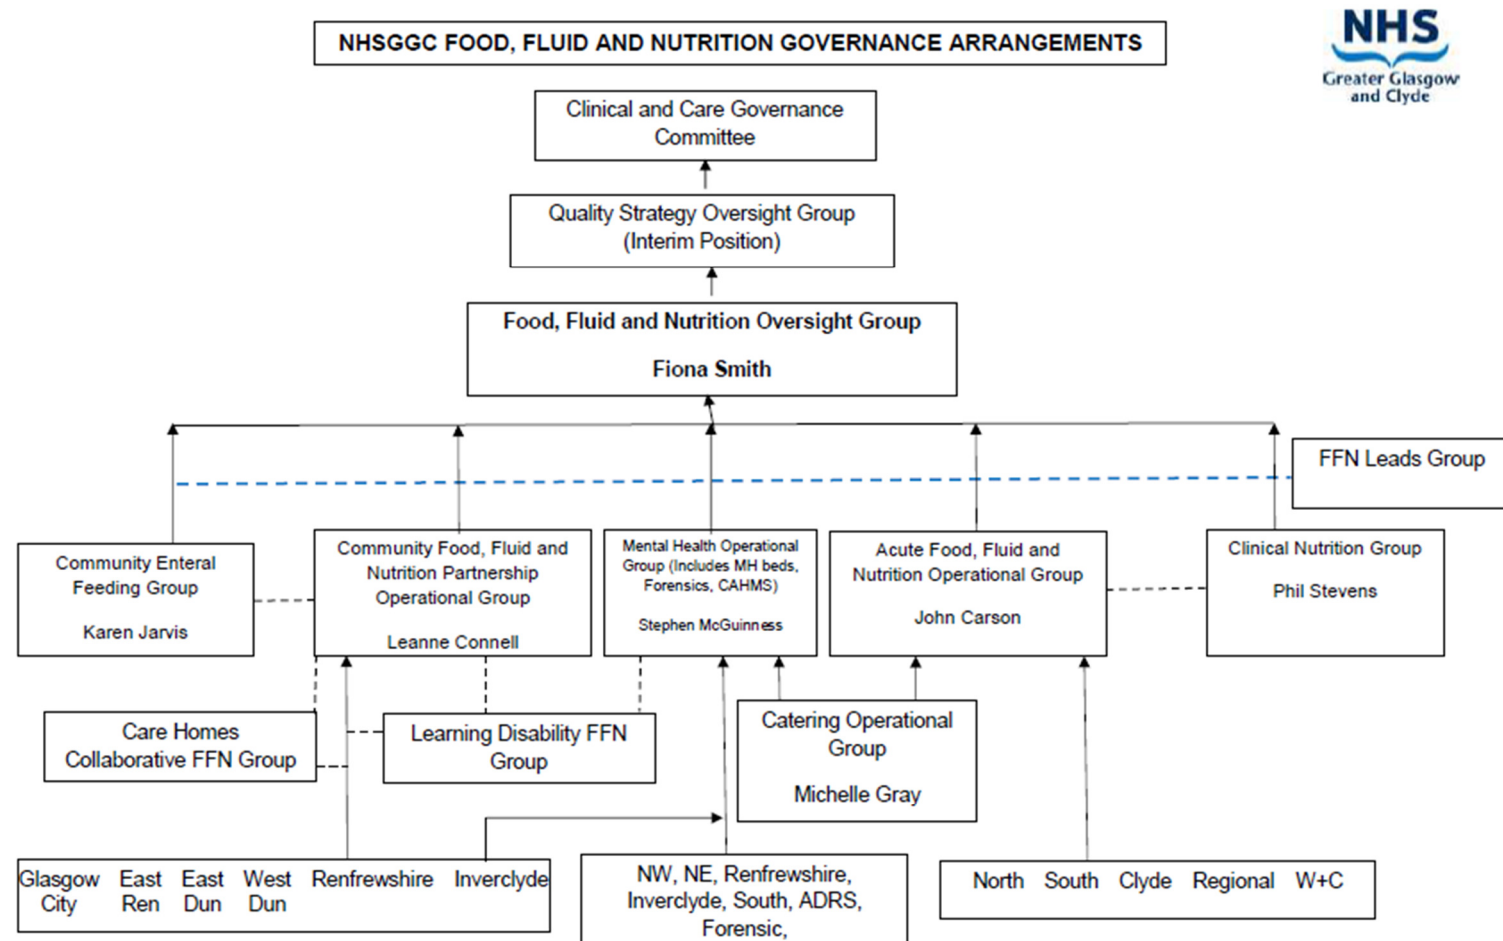 NHSGGC FOOD, FLUID AND NUTRITION GOVERNANCE ARRANGEMENTS
NHS
Greater Glasgow
and Clyde
Clinical and Care Governance
Committee
Quality Strategy Oversight Group
(Interim Position)
Food, Fluid and Nutrition Oversight Group
Fiona Smith
FFN Leads Group
Community Enteral
Feeding Group
Karen Jarvis
Community Food, Fluid and
Nutrition Partnership
Operational Group
Leanne Connell
Mental Health Operational
Group (Includes MH beds,
Forensics, CAHMS)
Stephen McGuinness
Acute Food, Fluid and
Nutrition Operational Group
John Carson
Clinical Nutrition Group
Phil Stevens
Care Homes
Collaborative FFN Group
Learning Disability FFN
Group
Catering Operational
Group
Michelle Gray
Glasgow East East West Renfrewshire Inverclyde
City Ren Dun Dun
NW, NE, Renfrewshire,
Inverclyde, South, ADRS,
Forensic,
North South Clyde Regional W+C